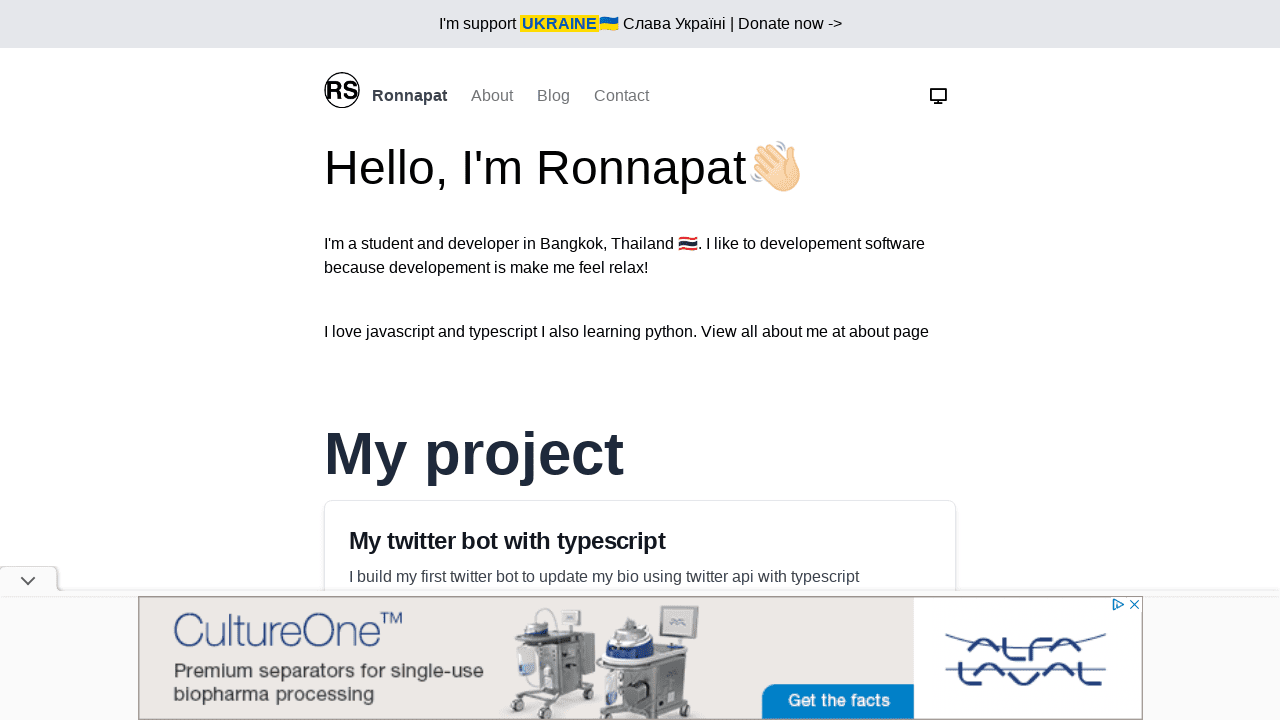 I'm support UKRAINE🇺🇦 Слава Україні | Donate now ->
RS Ronnapat About Blog Contact
Hello, I'm Ronnapat👋🏻
I'm a student and developer in Bangkok, Thailand 🇹🇭. I like to developement software
because developement is make me feel relax!
I love javascript and typescript I also learning python. View all about me at about page
My project
My twitter bot with typescript
I build my first twitter bot to update my bio using twitter api with typescript
CultureOne™
Premium separators for single-use
biopharma processing
Get the facts
ALFA
LAVAL